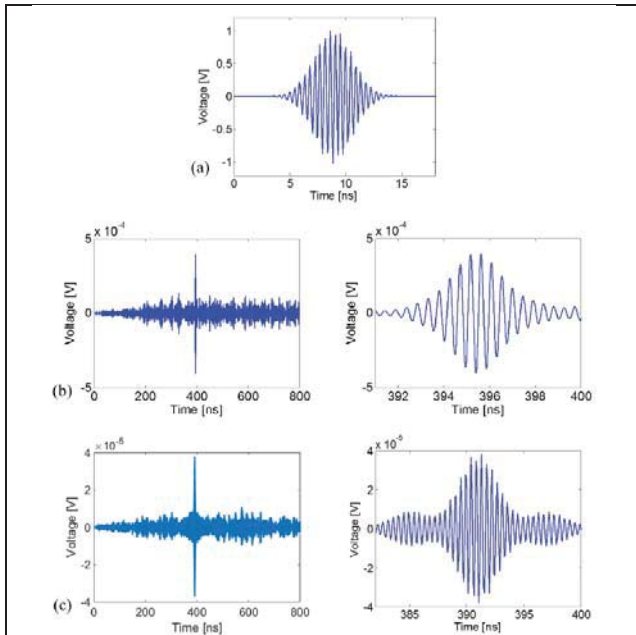 1
0.5
0
-0.5
-1
Voltage [V]
0 5 10 15
Time [ns]
(a)
5 x 10^-4
0
-5
Voltage [V]
0 200 400 600 800
Time [ns]
(b)
5 x 10^-4
0
-5
Voltage [V]
392 394 396 398 400
Time [ns]
4 x 10^-5
2
0
-2
-4
Voltage [V]
0 200 400 600 800
Time [ns]
(c)
4 x 10^-5
2
0
-2
-4
Voltage [V]
385 390 395 400
Time [ns]